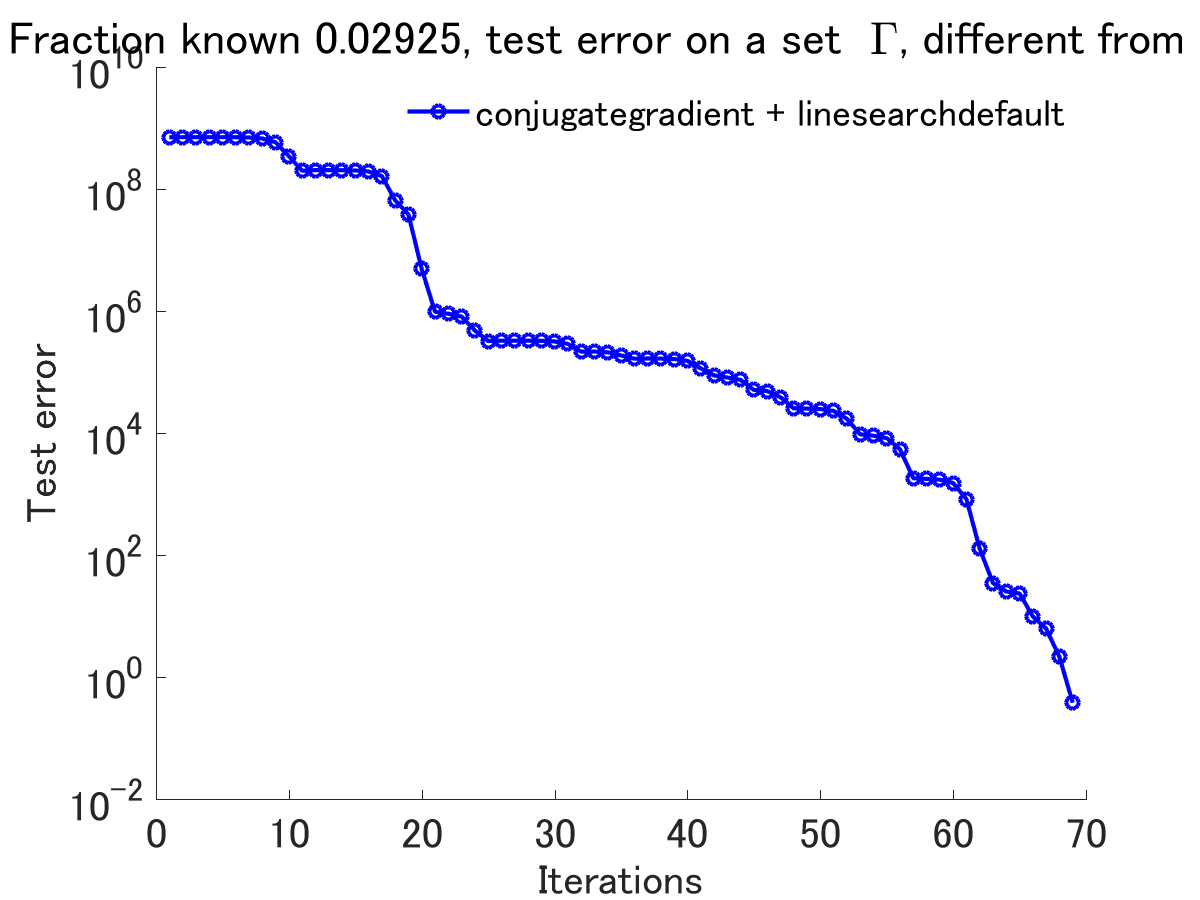 Fraction known 0.02925, test error on a set Γ, different from
10^10
conjugategradient + linesearchdefault
10^8
10^6
10^4
10^2
10^0
10^-2
Test error
0 10 20 30 40 50 60 70
Iterations